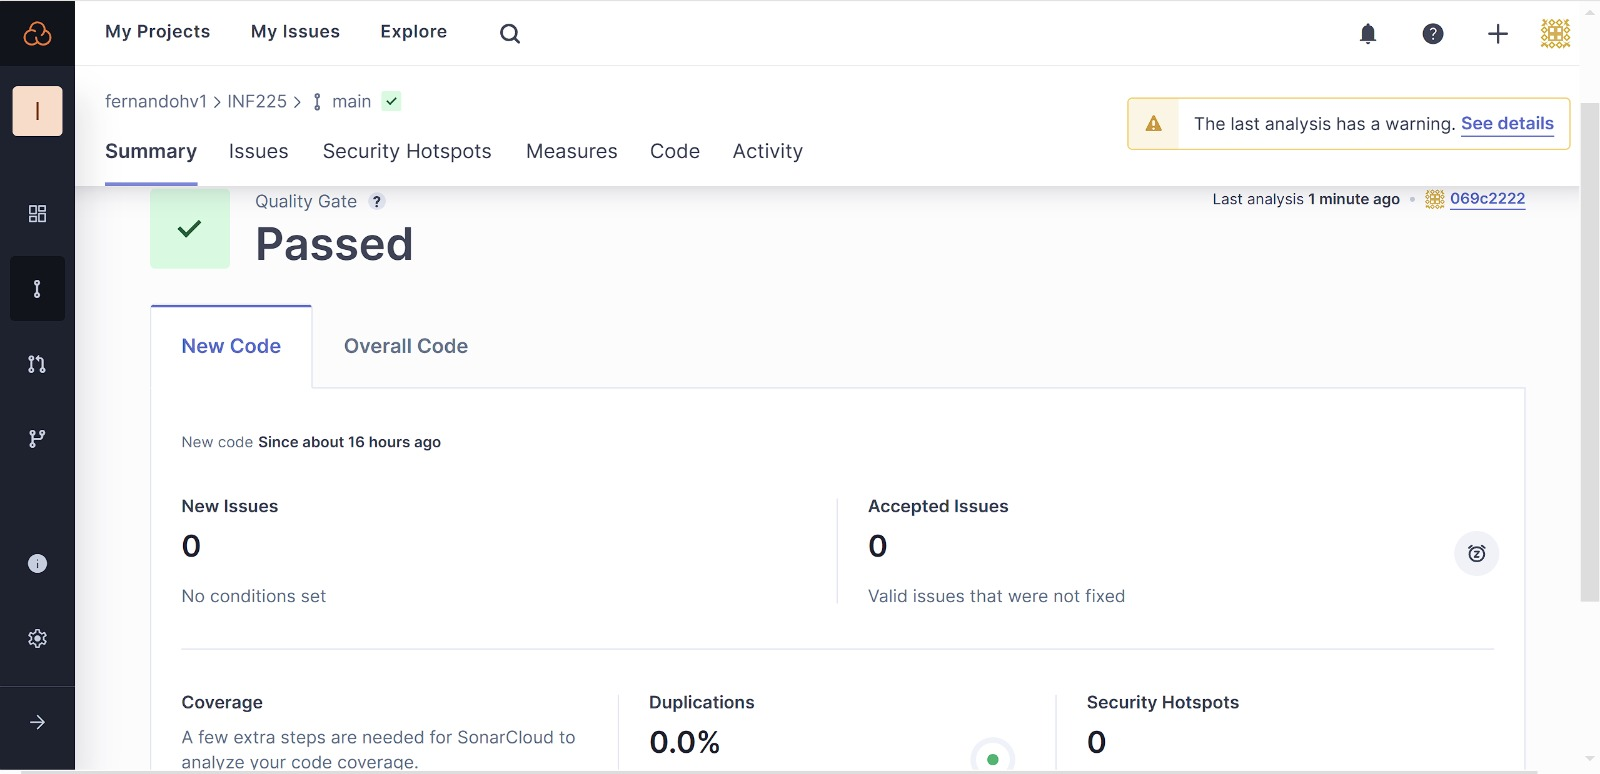 My Projects My Issues Explore
I
fernandohv1 > INF225 > main
The last analysis has a warning. See details
Summary Issues Security Hotspots Measures Code Activity
Quality Gate ?
Last analysis 1 minute ago • 069c2222
Passed
New Code Overall Code
New code Since about 16 hours ago
New Issues Accepted Issues
0 0
No conditions set Valid issues that were not fixed
Coverage Duplications Security Hotspots
A few extra steps are needed for SonarCloud to
0.0% 0
analyze your code coverage.